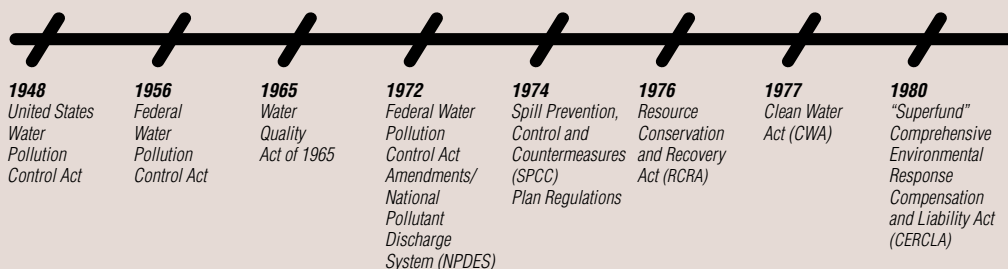 1948
United States
Water
Pollution
Control Act
1956
Federal
Water
Pollution
Control Act
1965
Water
Quality
Act of 1965
1972
Federal Water
Pollution
Control Act
Amendments/
National
Pollutant
Discharge
System (NPDES)
1974
Spill Prevention,
Control and
Countermeasures
(SPCC)
Plan Regulations
1976
Resource
Conservation
and Recovery
Act (RCRA)
1977
Clean Water
Act (CWA)
1980
“Superfund”
Comprehensive
Environmental
Response
Compensation
and Liability Act
(CERCLA)